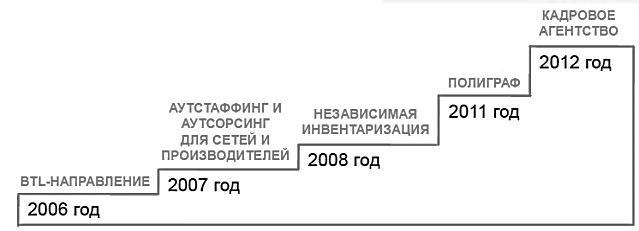 BTL-НАПРАВЛЕНИЕ
2006 год
АУТСТАФФИНГ И
АУТСОРСИНГ
ДЛЯ СЕТЕЙ И
ПРОИЗВОДИТЕЛЕЙ
2007 год
НЕЗАВИСИМАЯ
ИНВЕНТАРИЗАЦИЯ
2008 год
ПОЛИГРАФ
2011 год
КАДРОВОЕ
АГЕНТСТВО
2012 год